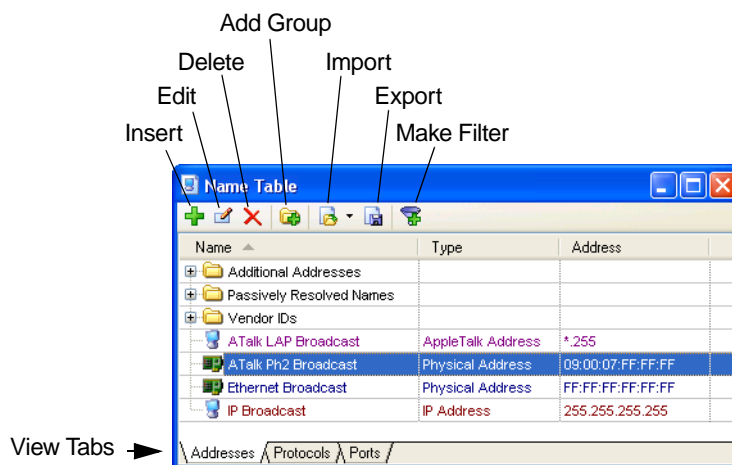 Add Group
Delete Import
Edit Export
Insert Make Filter
Name Table
Name Type Address
Additional Addresses
Passively Resolved Names
Vendor IDs
ATalk LAP Broadcast AppleTalk Address *.255
ATalk Ph2 Broadcast Physical Address 09:00:07:FF:FF:FF
Ethernet Broadcast Physical Address FF:FF:FF:FF:FF:FF
IP Broadcast IP Address 255.255.255.255
View Tabs Addresses Protocols Ports